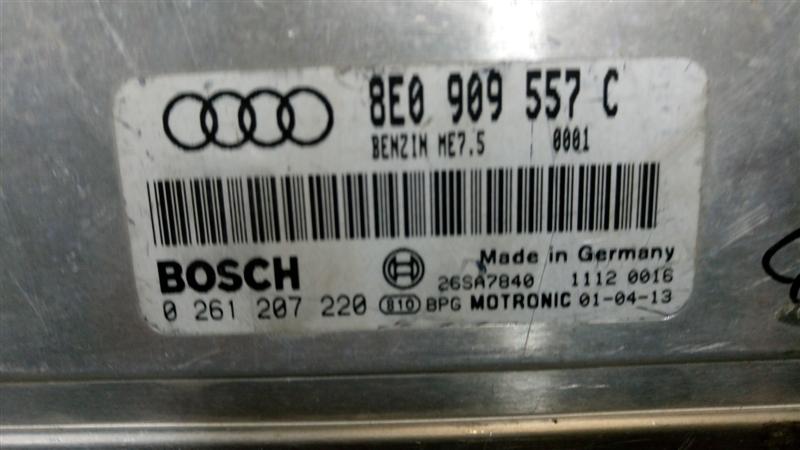 8E0 909 557 C
BENZIN ME7.5 0001
Made in Germany
BOSCH 26SA7840 1112 0016
0 261 207 220 810 BPG MOTRONIC 01-04-13